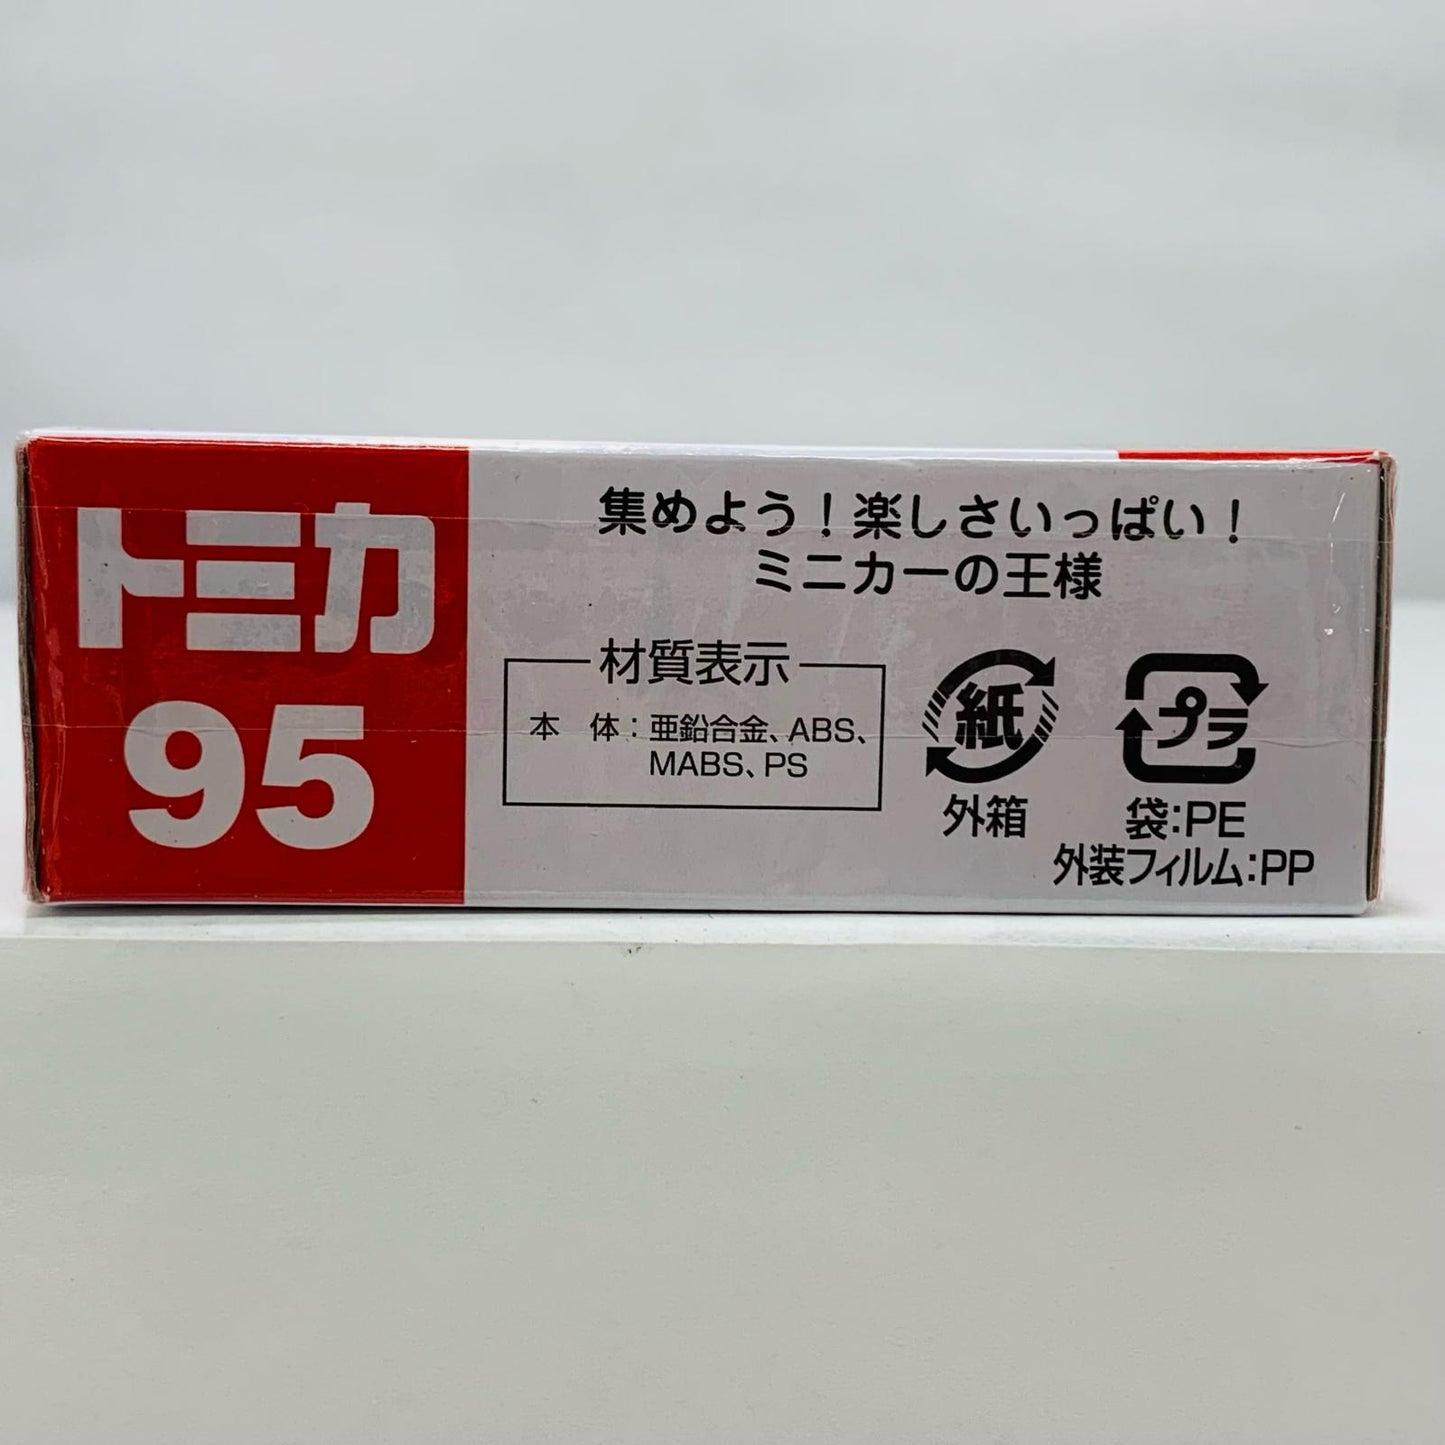 トミカ
95
集めよう！楽しさいっぱい！
ミニカーの王様
材質表示
本　体：亜鉛合金、ABS、
MABS、PS
紙
外箱
プラ
袋：PE
外装フィルム：PP